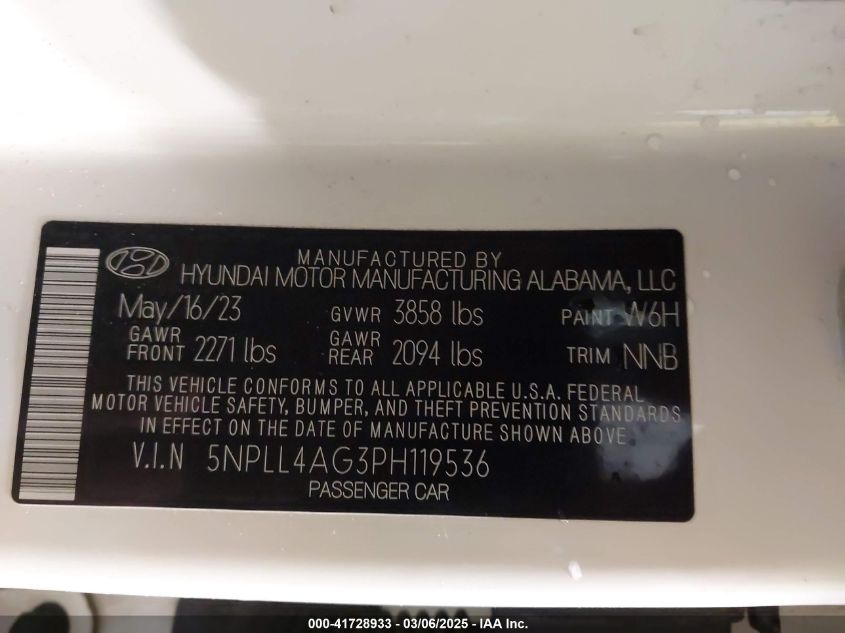 MANUFACTURED BY
HYUNDAI MOTOR MANUFACTURING ALABAMA, LLC
May/16/23 GVWR 3858 lbs PAINT W6H
GAWR FRONT 2271 lbs GAWR REAR 2094 lbs TRIM NNB
THIS VEHICLE CONFORMS TO ALL APPLICABLE U.S.A. FEDERAL
MOTOR VEHICLE SAFETY, BUMPER, AND THEFT PREVENTION STANDARDS
IN EFFECT ON THE DATE OF MANUFACTURE SHOWN ABOVE
V.I.N 5NPLL4AG3PH119536
PASSENGER CAR
000-41728933 - 03/06/2025 - IAA Inc.